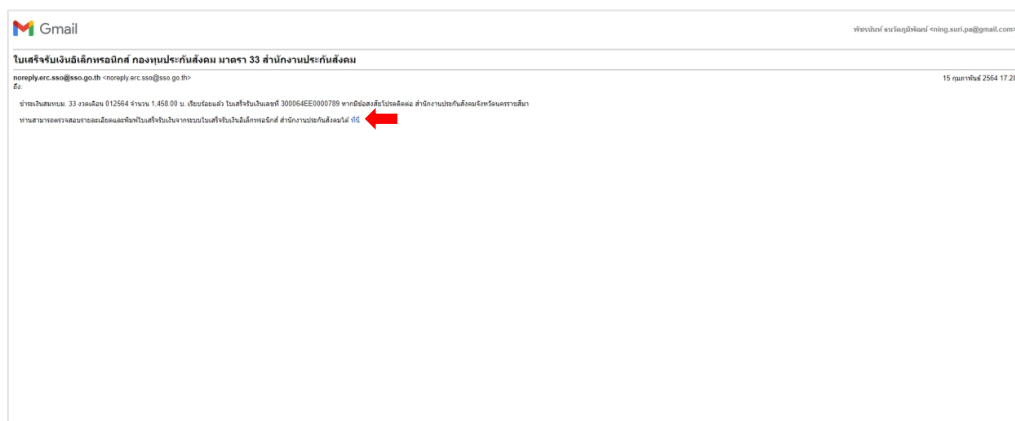 Gmail
พัชรนันท์ ธนวัตภูมิพัฒน์ <ning.suri.pa@gmail.com>
ใบเสร็จรับเงินอิเล็กทรอนิกส์ กองทุนประกันสังคม มาตรา 33 สำนักงานประกันสังคม
noreply.erc.sso@sso.go.th <noreply.erc.sso@sso.go.th>
15 กุมภาพันธ์ 2564 17:28
ถึง:
ชำระเงินสมทบม. 33 งวดเดือน 012564 จำนวน 1,458.00 บ. เรียบร้อยแล้ว ใบเสร็จรับเงินเลขที่ 300064EE0000789 หากมีข้อสงสัยโปรดติดต่อ สำนักงานประกันสังคมจังหวัดนครราชสีมา
ท่านสามารถตรวจสอบรายละเอียดและพิมพ์ใบเสร็จรับเงินจากระบบใบเสร็จรับเงินอิเล็กทรอนิกส์ สำนักงานประกันสังคมได้ ที่นี่